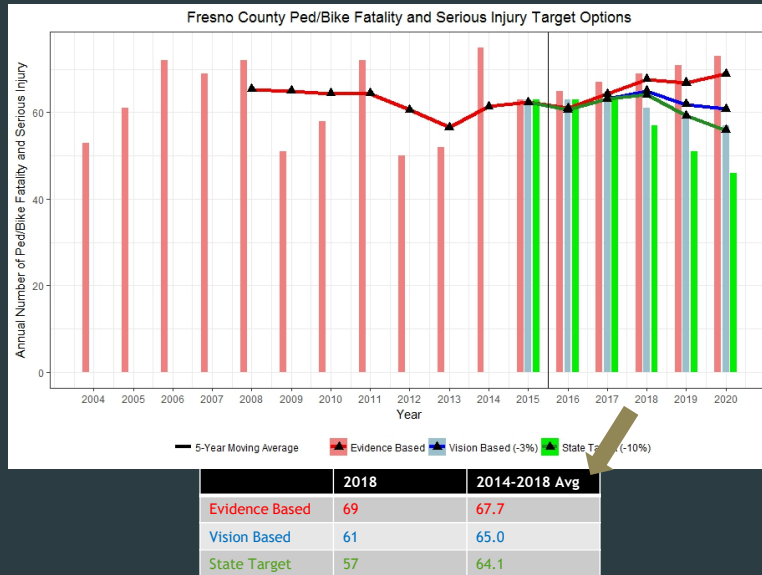 Fresno County Ped/Bike Fatality and Serious Injury Target Options
Annual Number of Ped/Bike Fatality and Serious Injury
60
40
20
0
2004 2005 2006 2007 2008 2009 2010 2011 2012 2013 2014 2015 2016 2017 2018 2019 2020
Year
5-Year Moving Average Evidence Based Vision Based (-3%) State (-10%)
2018 2014-2018 Avg
Evidence Based 69 67.7
Vision Based 61 65.0
State Target 57 64.1